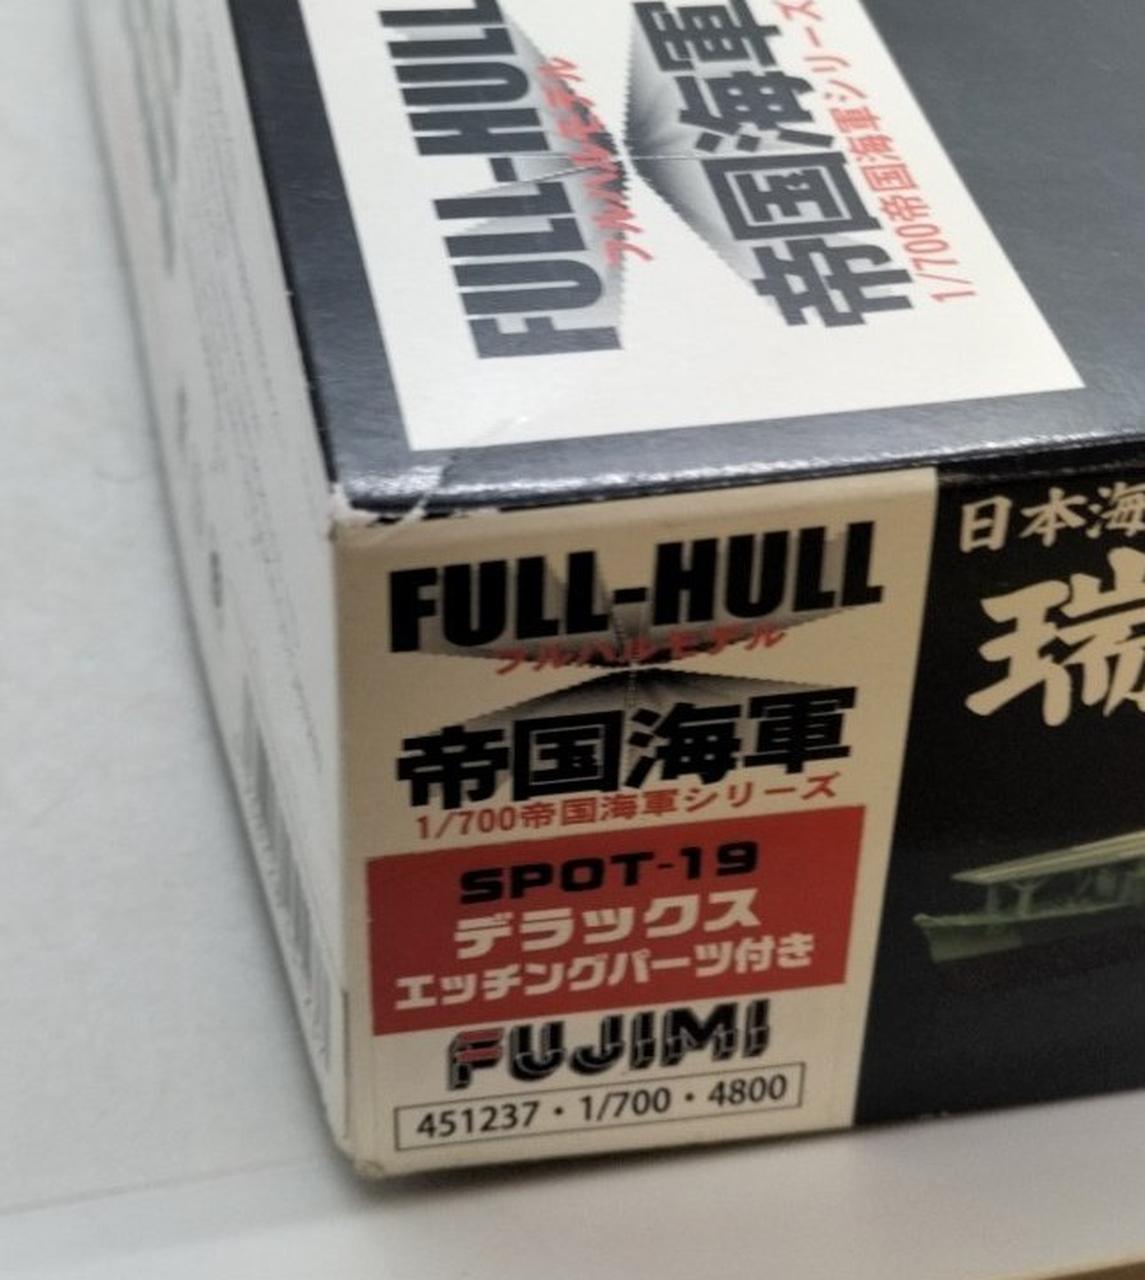 FULL-HULL
フルハルモデル
帝国海軍
1/700帝国海軍シリーズ
FULL-HULL
フルハルモデル
帝国海軍
1/700帝国海軍シリーズ
SPOT-19
デラックス
エッチングパーツ付き
FUJIMI
451237・1/700・4800
日本海
瑞